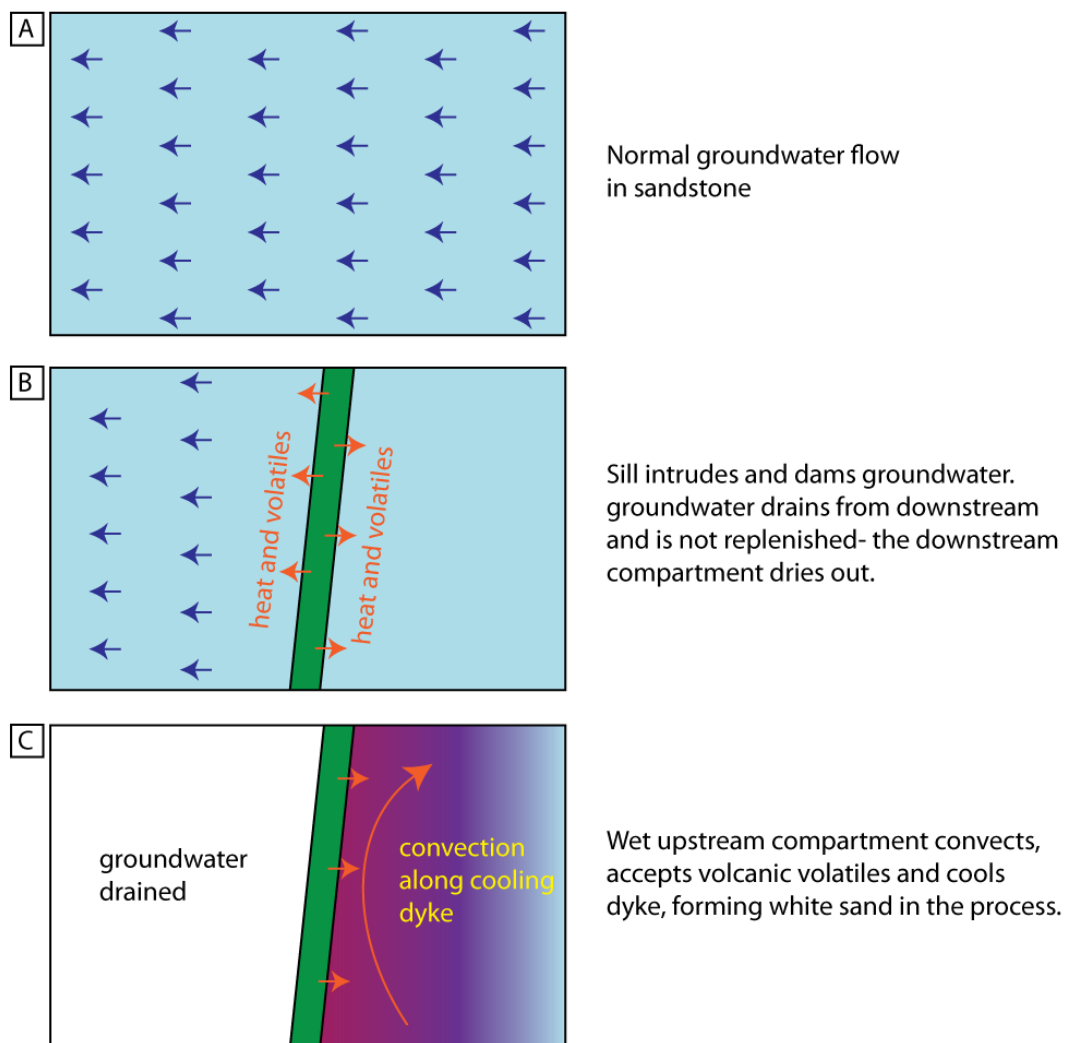 A
Normal groundwater flow
in sandstone
B
heat and volatiles
heat and volatiles
Sill intrudes and dams groundwater.
groundwater drains from downstream
and is not replenished- the downstream
compartment dries out.
C
groundwater
drained
convection
along cooling
dyke
Wet upstream compartment convects,
accepts volcanic volatiles and cools
dyke, forming white sand in the process.